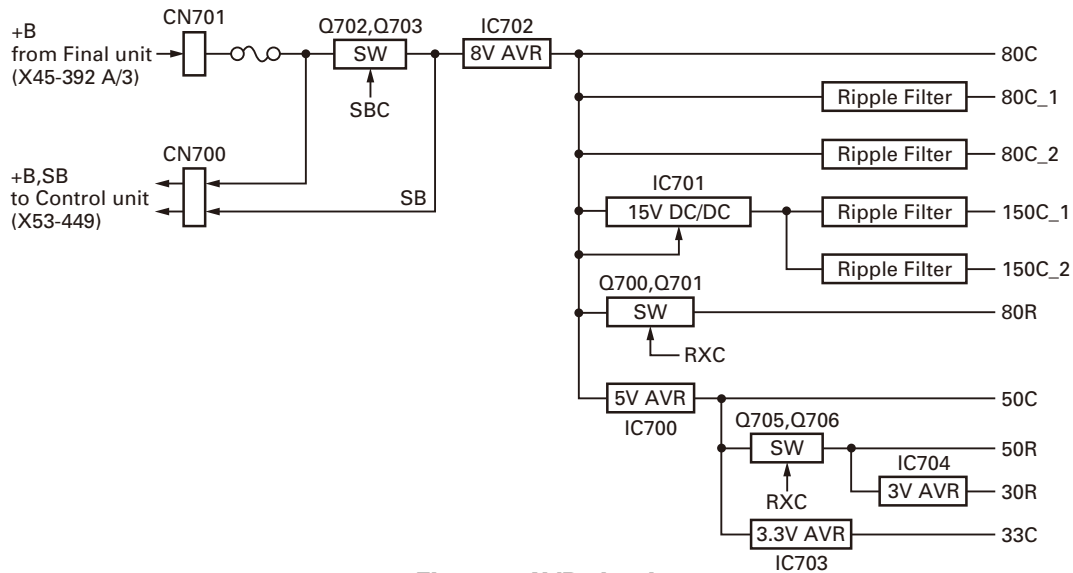 CN701
+B
from Final unit
(X45-392 A/3)
Q702,Q703
SW
SBC
IC702
8V AVR
80C
Ripple Filter
80C_1
Ripple Filter
80C_2
CN700
+B,SB
to Control unit
(X53-449)
SB
IC701
15V DC/DC
Ripple Filter
150C_1
Ripple Filter
150C_2
Q700,Q701
SW
RXC
80R
5V AVR
IC700
50C
Q705,Q706
SW
RXC
50R
IC704
3V AVR
30R
3.3V AVR
IC703
33C